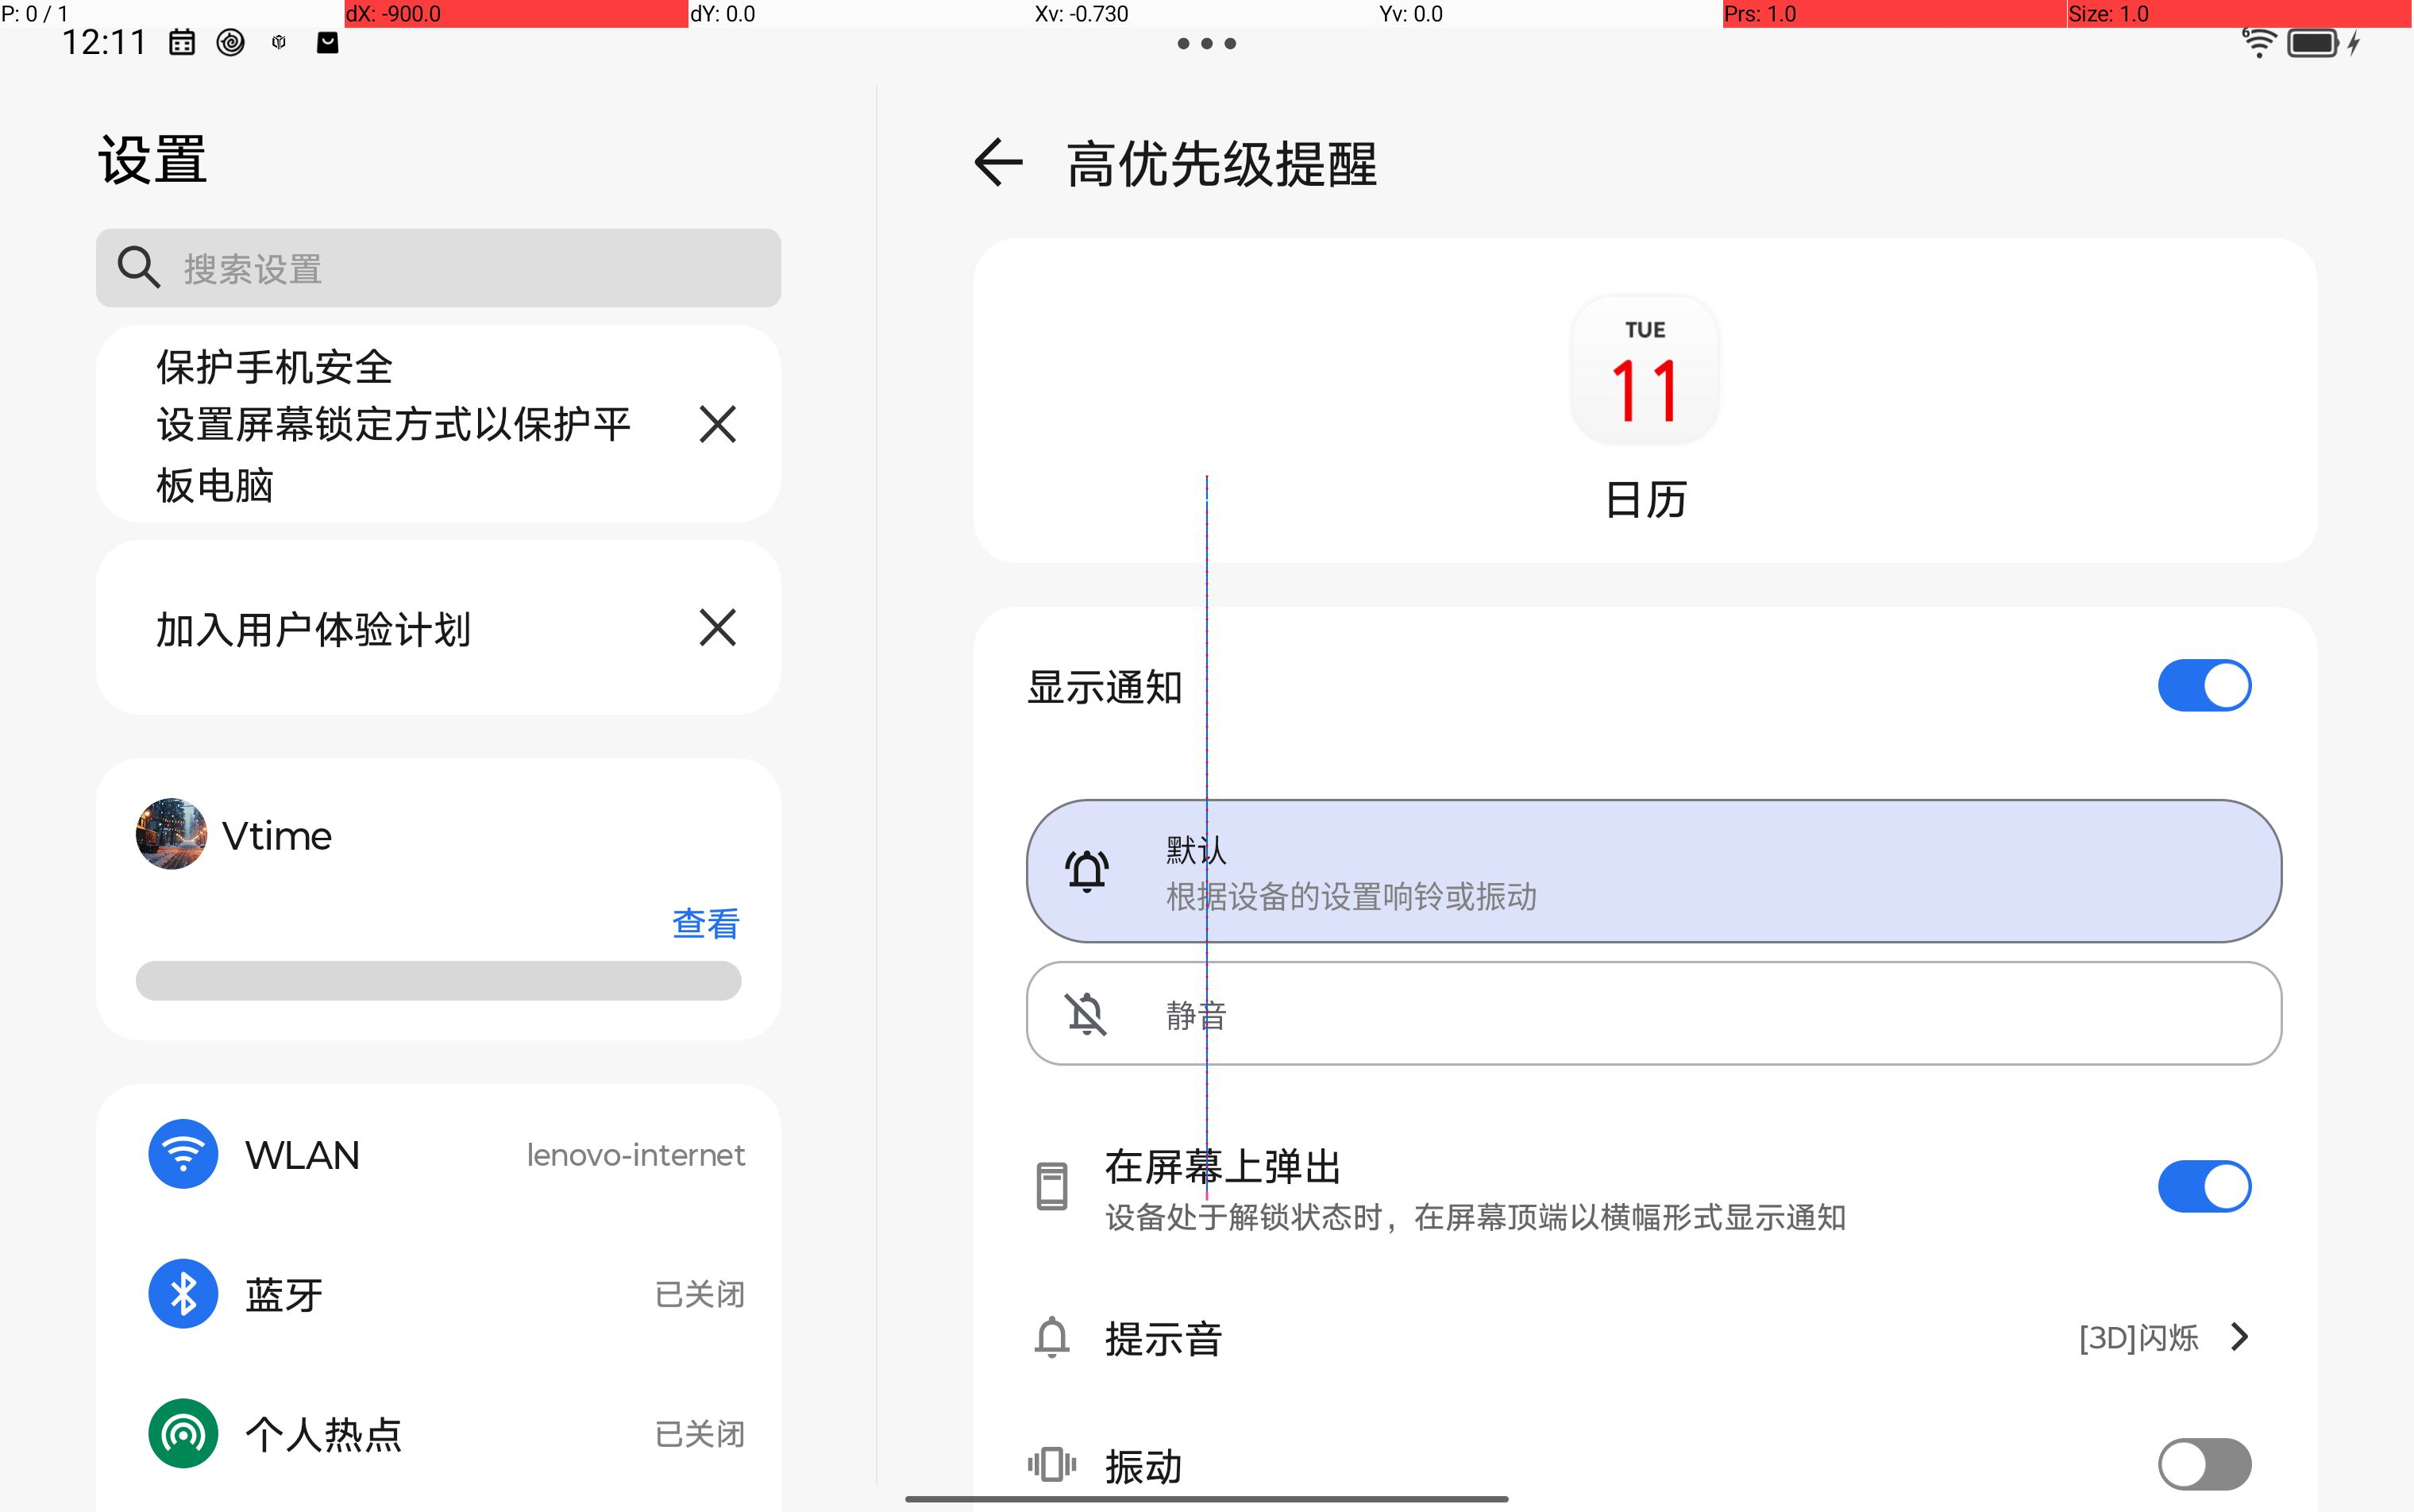 P: 0 / 1
dX: -900.0
dY: 0.0
Xv: -0.730
Yv: 0.0
Prs: 1.0
Size: 1.0
12:11
6
设置
搜索设置
保护手机安全
设置屏幕锁定方式以保护平
板电脑
加入用户体验计划
Vtime
查看
WLAN
lenovo-internet
蓝牙
已关闭
个人热点
已关闭
高优先级提醒
TUE
11
日历
显示通知
默认
根据设备的设置响铃或振动
静音
在屏幕上弹出
设备处于解锁状态时，在屏幕顶端以横幅形式显示通知
提示音
[3D]闪烁
振动